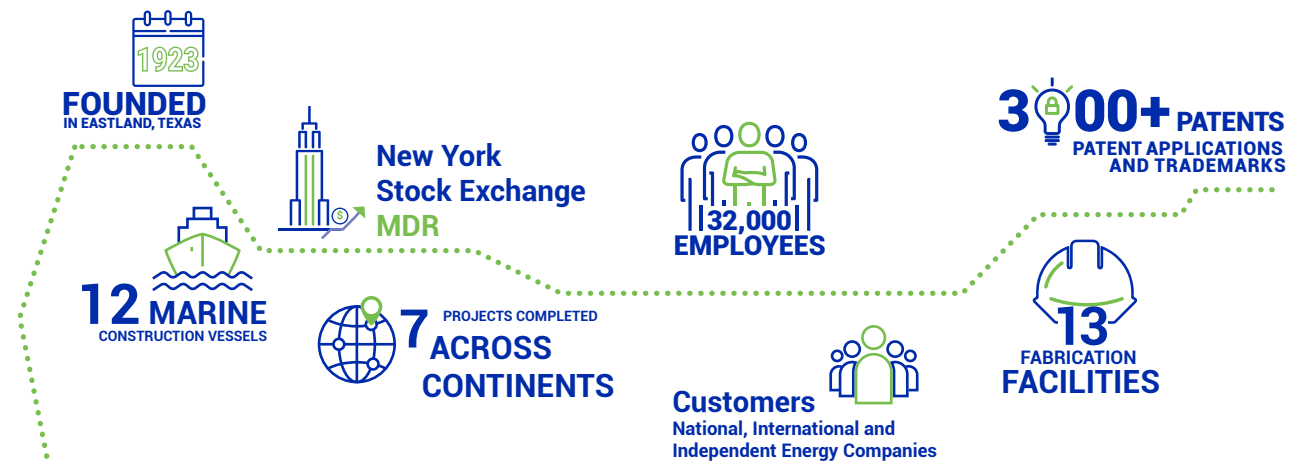 1923
FOUNDED
IN EASTLAND, TEXAS
12 MARINE
CONSTRUCTION VESSELS
New York
Stock Exchange
MDR
$
7 PROJECTS COMPLETED
ACROSS
CONTINENTS
32,000
EMPLOYEES
Customers
National, International and
Independent Energy Companies
3000+ PATENTS
PATENT APPLICATIONS
AND TRADEMARKS
13
FABRICATION
FACILITIES